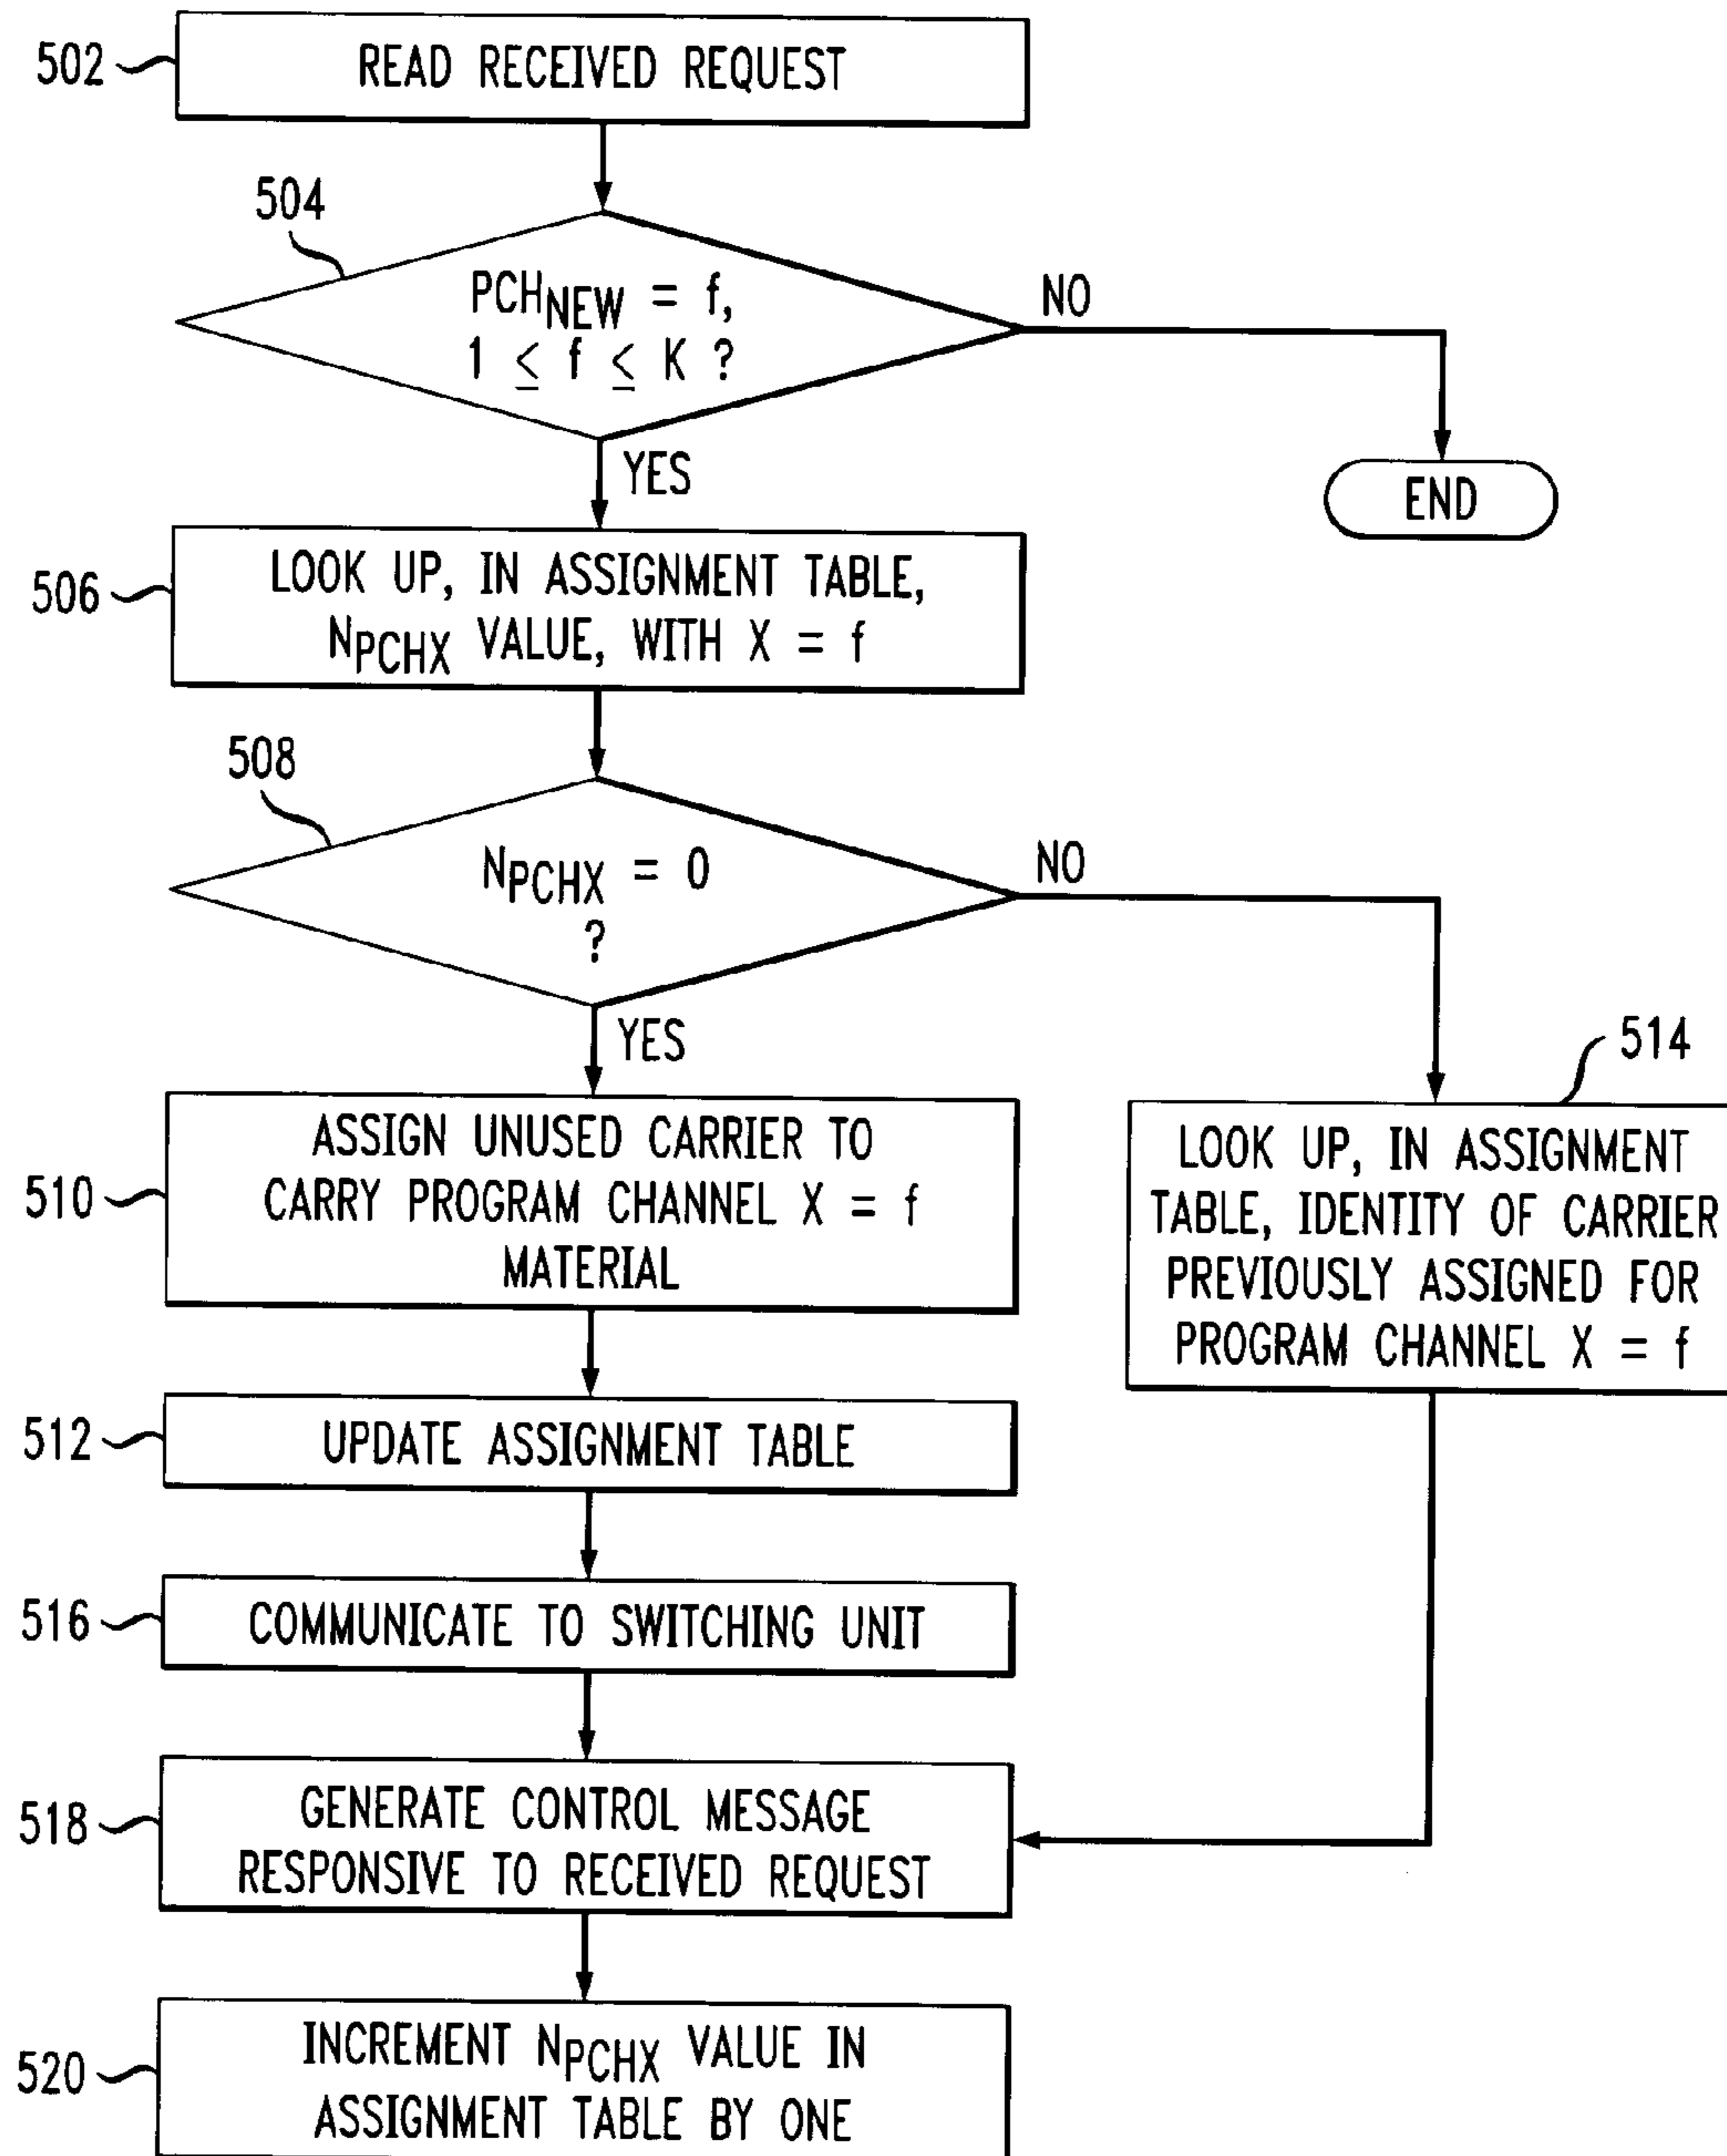 502
READ RECEIVED REQUEST
504
PCHNEW = f,
1 ≤ f ≤ K ?
NO
YES
END
506
LOOK UP, IN ASSIGNMENT TABLE,
NPCHX VALUE, WITH X = f
508
NPCHX = 0
?
NO
YES
510
ASSIGN UNUSED CARRIER TO
CARRY PROGRAM CHANNEL X = f
MATERIAL
514
LOOK UP, IN ASSIGNMENT
TABLE, IDENTITY OF CARRIER
PREVIOUSLY ASSIGNED FOR
PROGRAM CHANNEL X = f
512
UPDATE ASSIGNMENT TABLE
516
COMMUNICATE TO SWITCHING UNIT
518
GENERATE CONTROL MESSAGE
RESPONSIVE TO RECEIVED REQUEST
520
INCREMENT NPCHX VALUE IN
ASSIGNMENT TABLE BY ONE